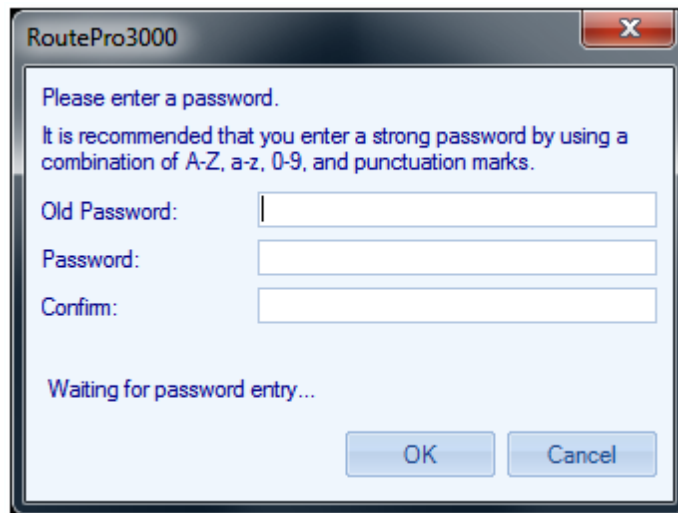 RoutePro3000
Please enter a password.
It is recommended that you enter a strong password by using a
combination of A-Z, a-z, 0-9, and punctuation marks.
Old Password:
Password:
Confirm:
Waiting for password entry...
OK Cancel